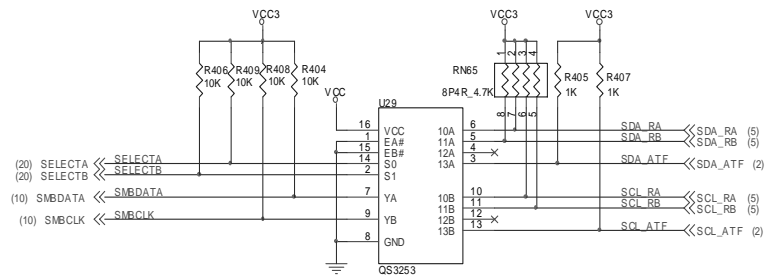 VCC3
VCC3
VCC3
R406
10K
R409
10K
R408
10K
R404
10K
1
2
3
4
RN65
8P4R_4.7K
8
7
6
5
R405
1K
R407
1K
VCC
U29
16
VCC
10A
6
SDA_RA
SDA_RA (5)
1
EA#
11A
5
SDA_RB
SDA_RB (5)
15
EB#
12A
4
(20) SELECTA
SELECTA
14
S0
13A
3
SDA_ATF
SDA_ATF (2)
(20) SELECTB
SELECTB
2
S1
(10) SMBDATA
SMBDATA
7
YA
10B
10
SCL_RA
SCL_RA (5)
11B
11
SCL_RB
SCL_RB (5)
(10) SMBCLK
SMBCLK
9
YB
12B
12
13B
13
SCL_ATF
SCL_ATF (2)
8
GND
QS3253